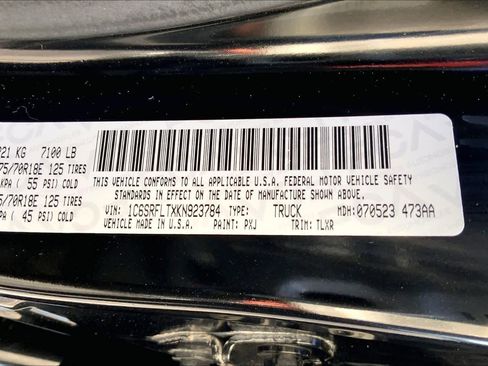 021 KG 7100 LB
75/70R18E 125 TIRES
KPA ( 55 PSI) COLD
5/70R18E 125 TIRES
KPA ( 45 PSI) COLD
THIS VEHICLE CONFORMS TO ALL APPLICABLE U.S.A. FEDERAL MOTOR VEHICLE SAFETY
STANDARDS IN EFFECT ON THE DATE OF MANUFACTURE SHOWN ABOVE.
VIN: 1C6SRFLTXKN923784 TYPE: TRUCK MDH: 070523 473AA
VEHICLE MADE IN U.S.A. PAINT: PXJ TRIM: TLXR